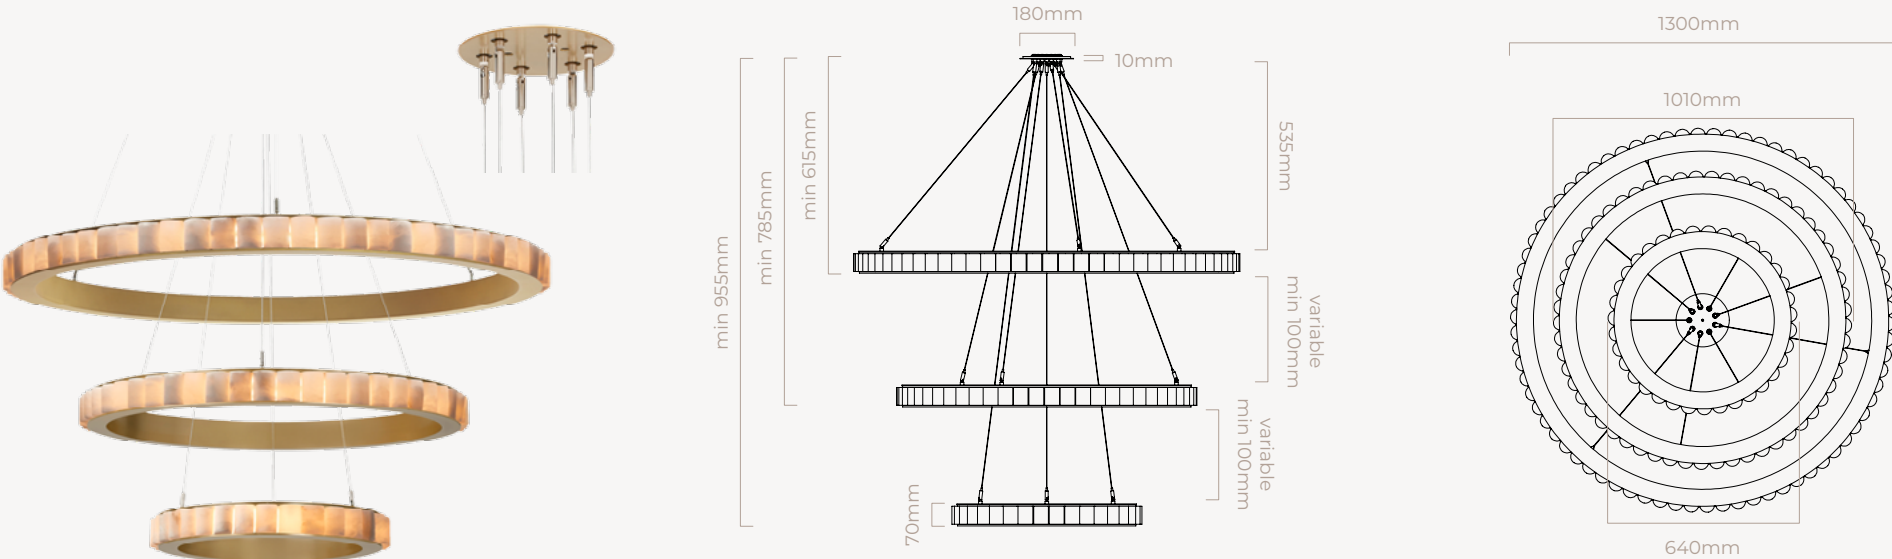 180mm
10mm
min 615mm
min 785mm
min 955mm
535mm
variable
min 100mm
variable
min 100mm
70mm
1300mm
1010mm
640mm